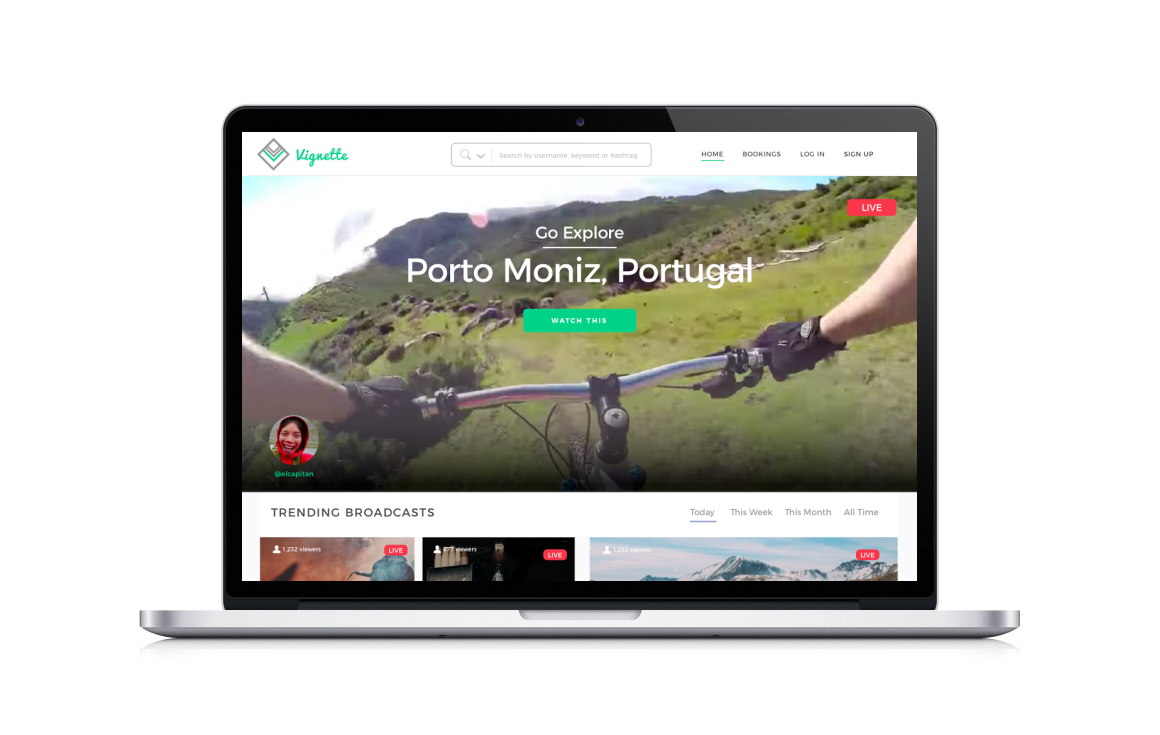 Vignette
Search by username, keyword or hashtag
HOME BOOKINGS LOG IN SIGN UP
LIVE
Go Explore
Porto Moniz, Portugal
WATCH THIS
@elcapitan
TRENDING BROADCASTS
Today This Week This Month All Time
1,232 viewers LIVE
877 viewers LIVE
1,232 viewers LIVE